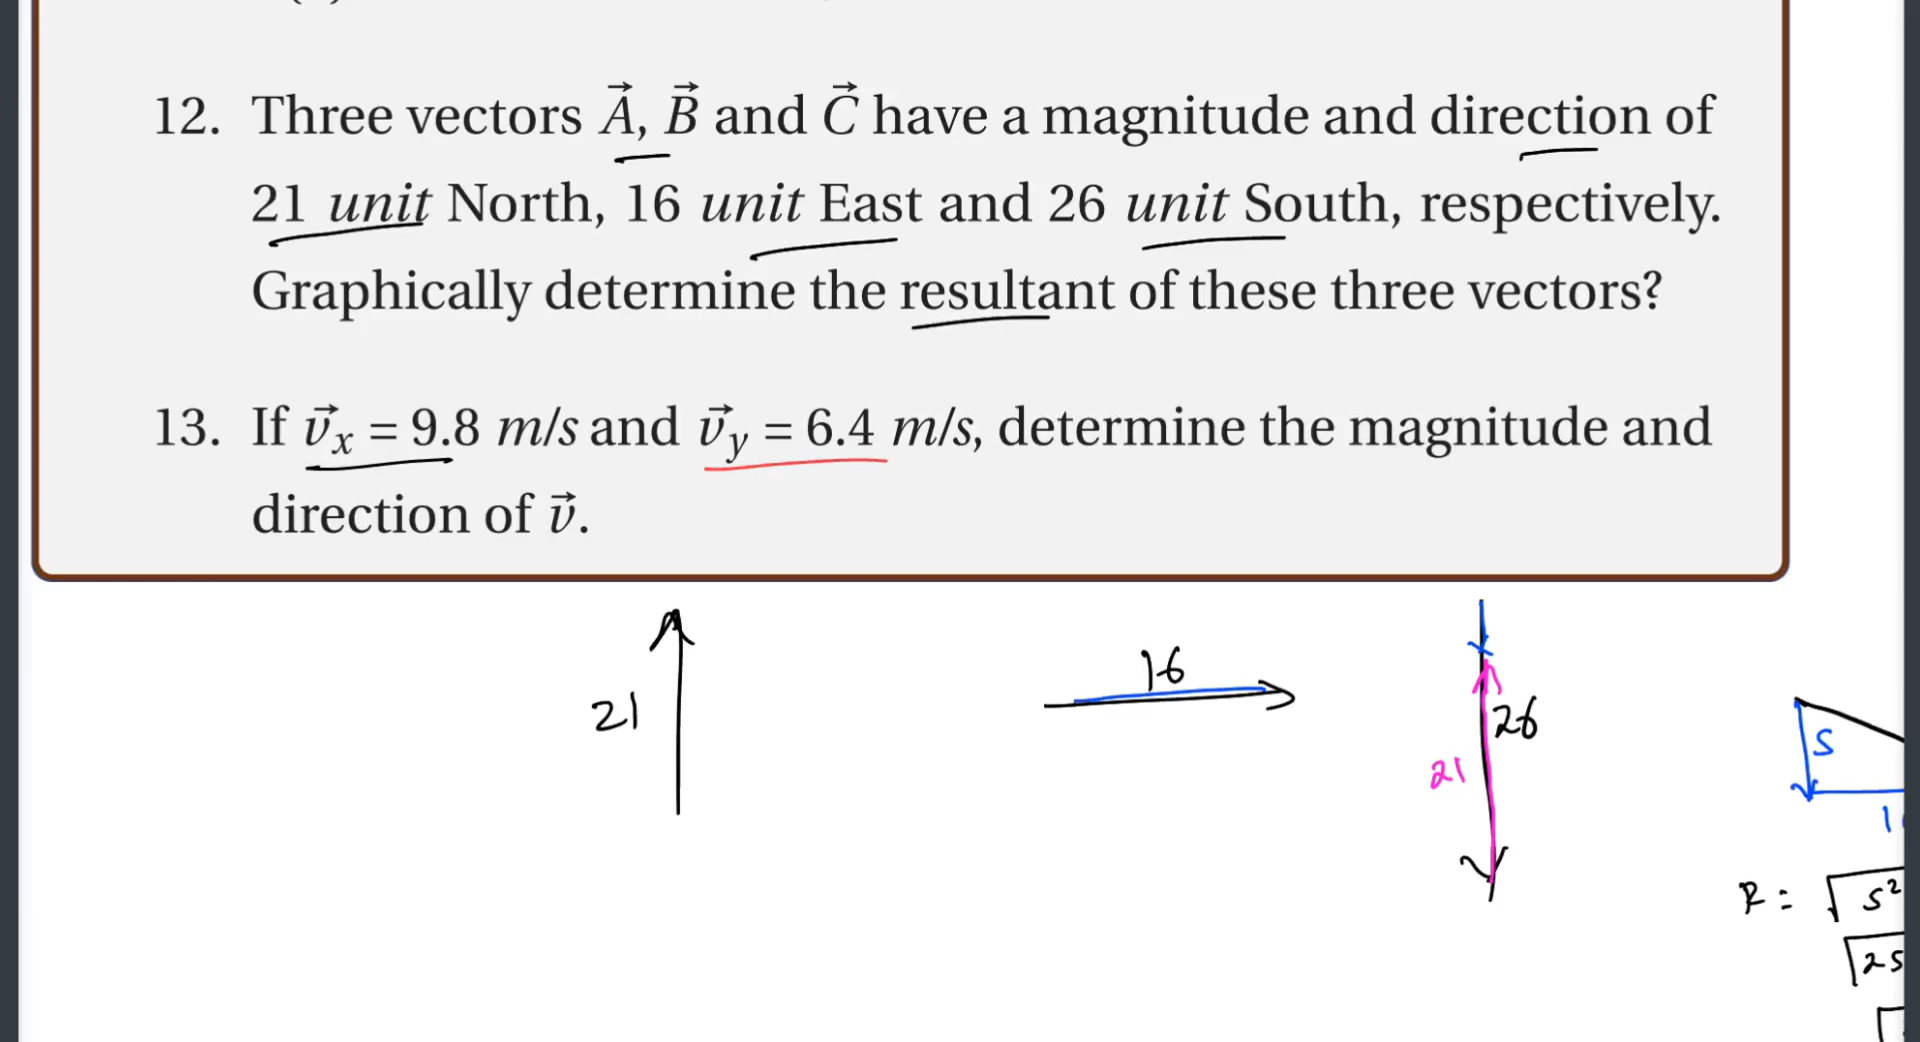 12. Three vectors A⃗, B⃗ and C⃗ have a magnitude and direction of
21 unit North, 16 unit East and 26 unit South, respectively.
Graphically determine the resultant of these three vectors?
13. If v⃗x = 9.8 m/s and v⃗y = 6.4 m/s, determine the magnitude and
direction of v⃗.
21
16
26
21
5
R = √5²
√25